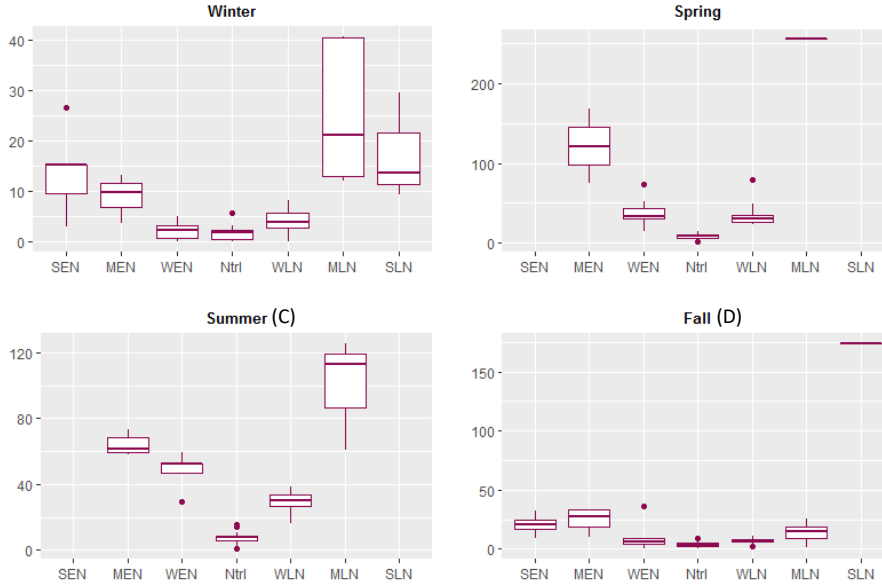 Winter
40
30
20
10
0
SEN MEN WEN Ntrl WLN MLN SLN
Spring
200
100
0
SEN MEN WEN Ntrl WLN MLN SLN
Summer (C)
120
80
40
0
SEN MEN WEN Ntrl WLN MLN SLN
Fall (D)
150
100
50
25
0
SEN MEN WEN Ntrl WLN MLN SLN